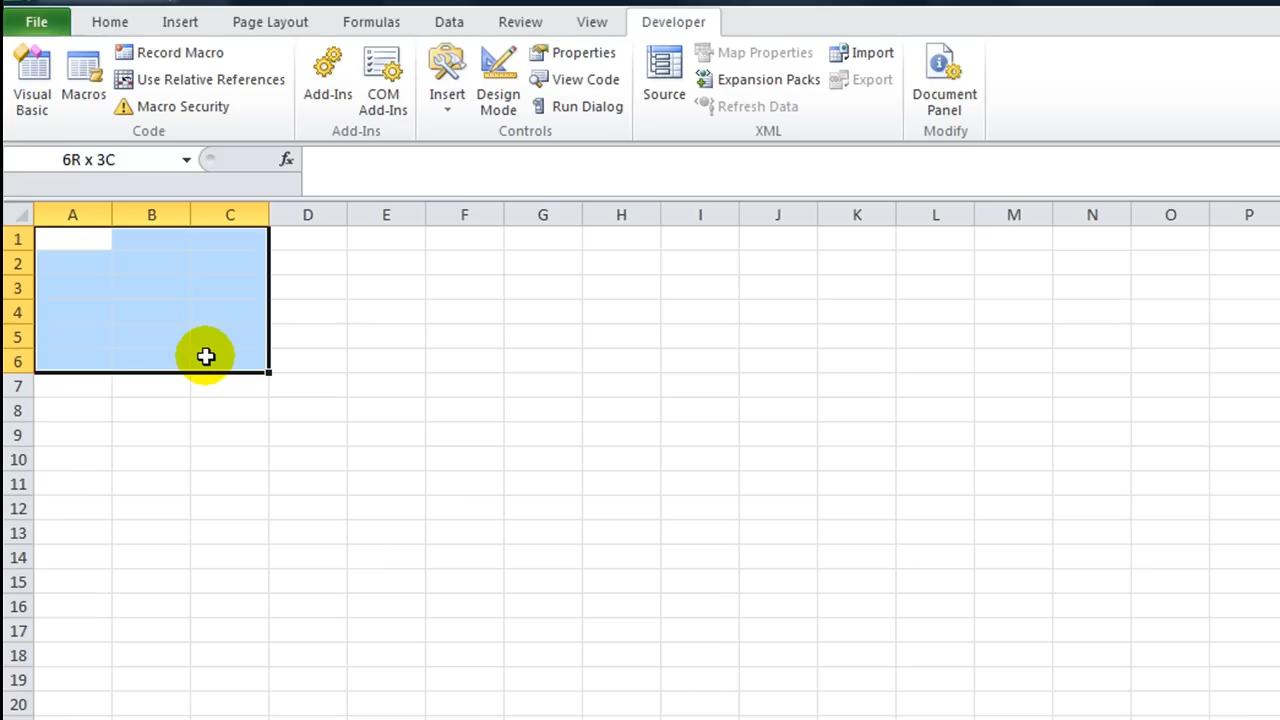 File Home Insert Page Layout Formulas Data Review View Developer
Visual Basic
Macros
Record Macro
Use Relative References
Macro Security
Code
Add-Ins
COM Add-Ins
Add-Ins
Insert
Design Mode
Properties
View Code
Run Dialog
Controls
Source
Map Properties
Expansion Packs
Refresh Data
Import
Export
XML
Document Panel
Modify
6R x 3C fx
A B C D E F G H I J K L M N O P
1
2
3
4
5
6
7
8
9
10
11
12
13
14
15
16
17
18
19
20